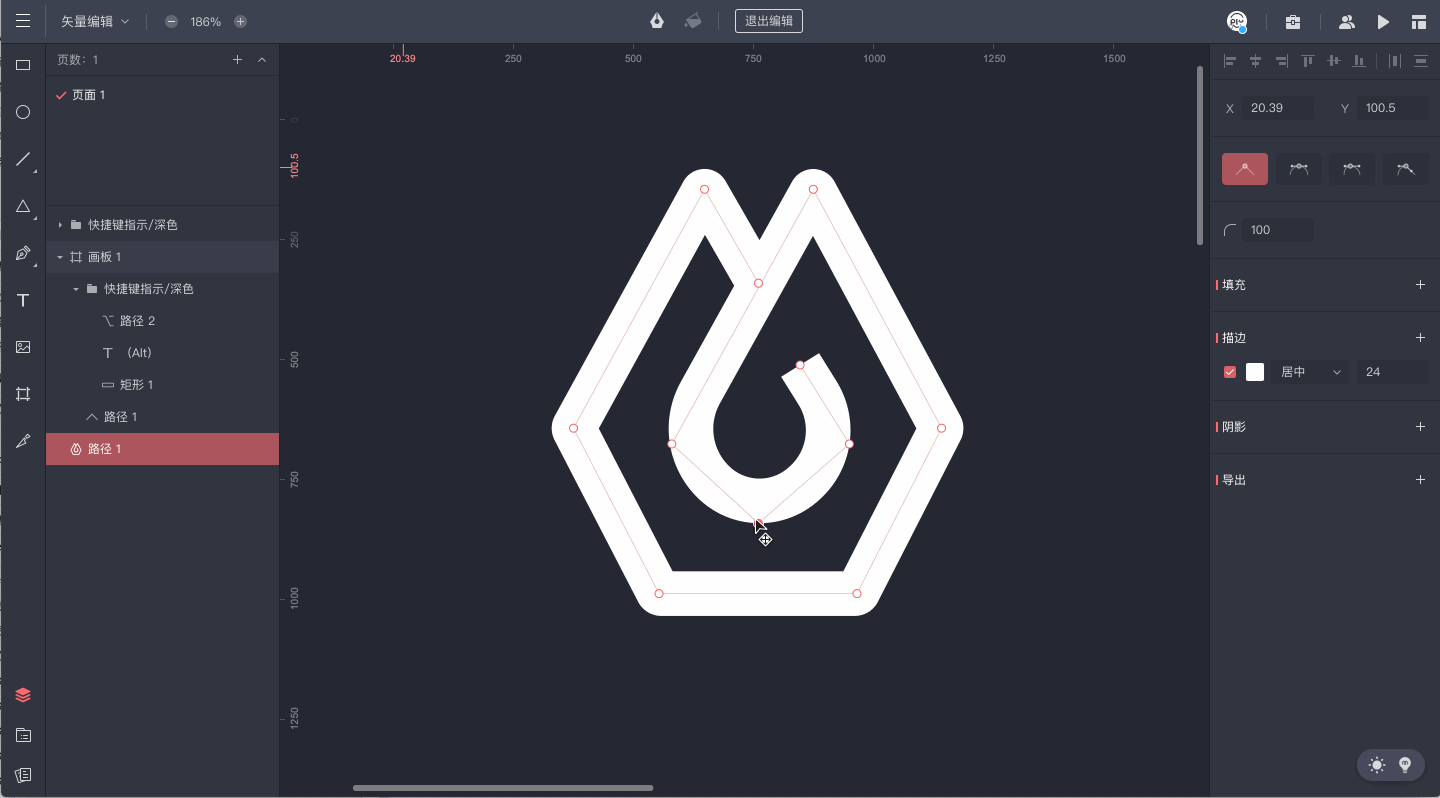 矢量编辑
186%
退出编辑
页数: 1
页面 1
快捷键指示/深色
画板 1
快捷键指示/深色
路径 2
(Alt)
矩形 1
路径 1
路径 1
20.39
250
500
750
1000
1250
1500
0
100.5
250
500
750
1000
1250
X 20.39 Y 100.5
100
填充
描边
居中 24
阴影
导出